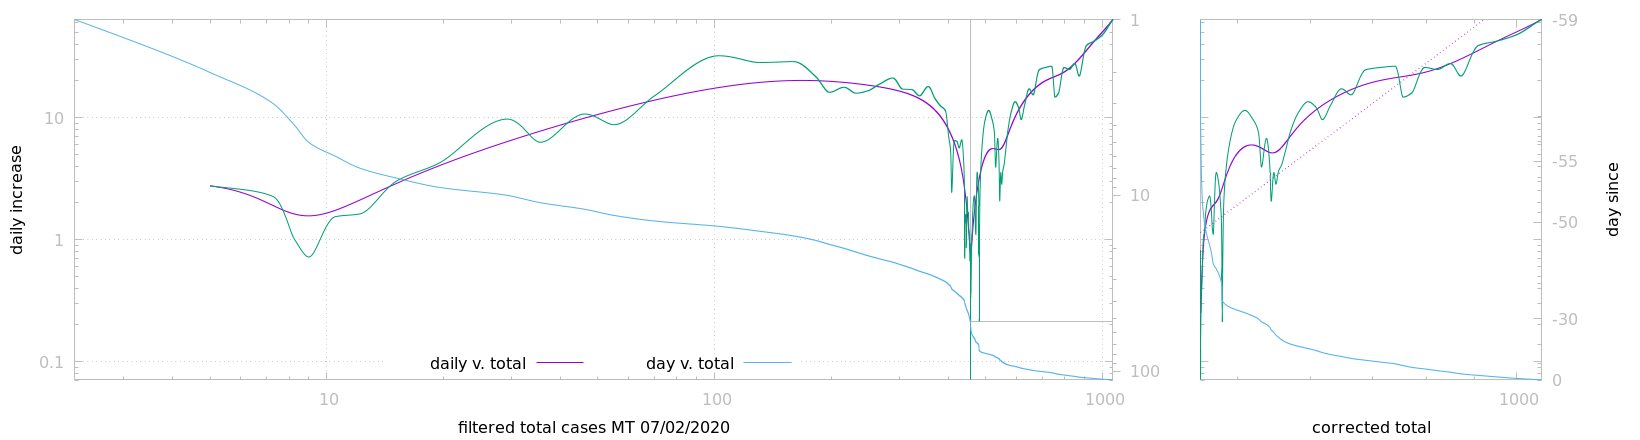 daily increase
10
1
0.1
1
10
100
daily v. total
day v. total
10
100
1000
filtered total cases MT 07/02/2020
-59
-55
-50
-30
0
day since
1000
corrected total